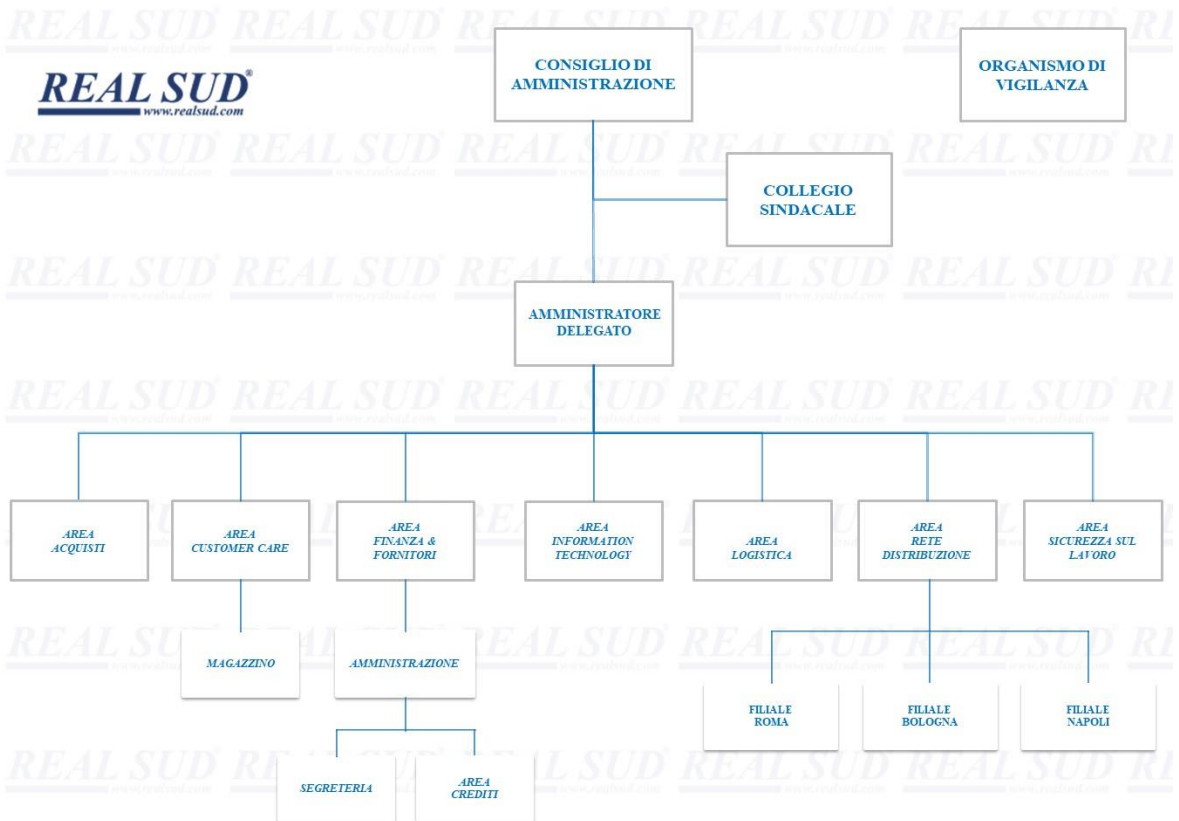 REAL SUD®
www.realsud.com
CONSIGLIO DI
AMMINISTRAZIONE
ORGANISMO DI
VIGILANZA
COLLEGIO
SINDACALE
AMMINISTRATORE
DELEGATO
AREA
ACQUISTI
AREA
CUSTOMER CARE
AREA
FINANZA &
FORNITORI
AREA
INFORMATION
TECHNOLOGY
AREA
LOGISTICA
AREA
RETE
DISTRIBUZIONE
AREA
SICUREZZA SUL
LAVORO
MAGAZZINO
AMMINISTRAZIONE
FILIALE
ROMA
FILIALE
BOLOGNA
FILIALE
NAPOLI
SEGRETERIA
AREA
CREDITI